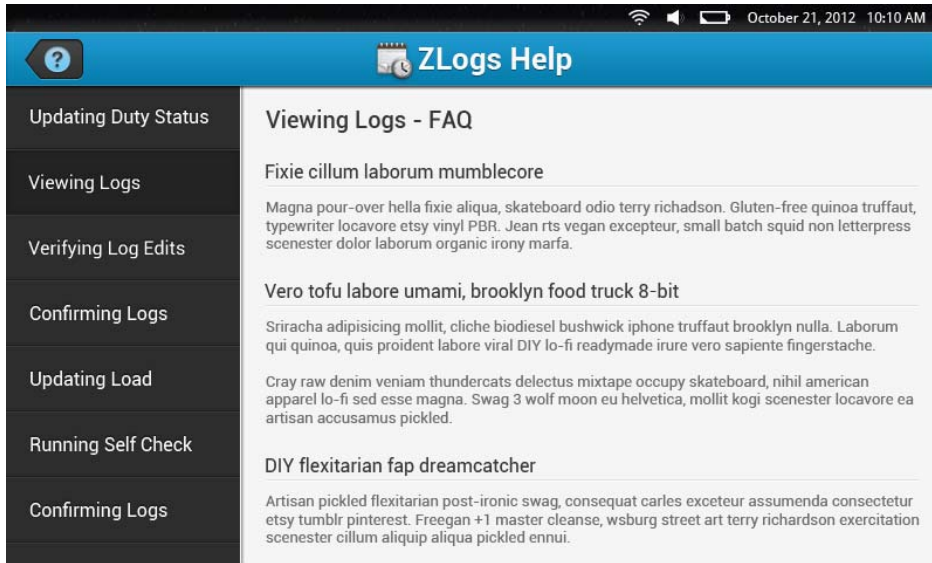 October 21, 2012 10:10 AM
?
ZLogs Help
Updating Duty Status
Viewing Logs
Verifying Log Edits
Confirming Logs
Updating Load
Running Self Check
Confirming Logs
Viewing Logs - FAQ
Fixie cillum laborum mumblecore
Magna pour-over hella fixie aliqua, skateboard odio terry richadson. Gluten-free quinoa truffaut,
typewriter locavore etsy vinyl PBR. Jean rts vegan excepteur, small batch squid non letterpress
scenester dolor laborum organic irony marfa.
Vero tofu labore umami, brooklyn food truck 8-bit
Sriracha adipisicing mollit, cliche biodiesel bushwick iphone truffaut brooklyn nulla. Laborum
qui quinoa, quis proident labore viral DIY lo-fi readymade irure vero sapiente fingerstache.
Cray raw denim veniam thundercats delectus mixtape occupy skateboard, nihil american
apparel lo-fi sed esse magna. Swag 3 wolf moon eu helvetica, mollit kogi scenester locavore ea
artisan accusamus pickled.
DIY flexitarian fap dreamcatcher
Artisan pickled flexitarian post-ironic swag, consequat carles exceteur assumenda consectetur
etsy tumblr pinterest. Freegan +1 master cleanse, wsburg street art terry richardson exercitation
scenester cillum aliquip aliqua pickled ennui.